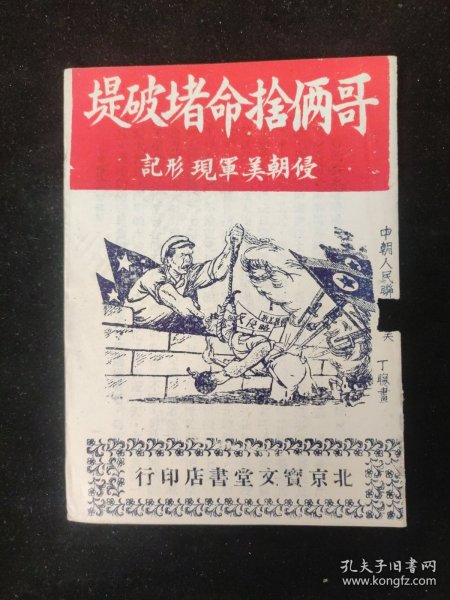 哥倆捨命堵破堤
侵朝美軍現形記
中朝人民聯
丁聰畫
北京寶文堂書店印行
孔夫子旧书网
www.kongfz.com